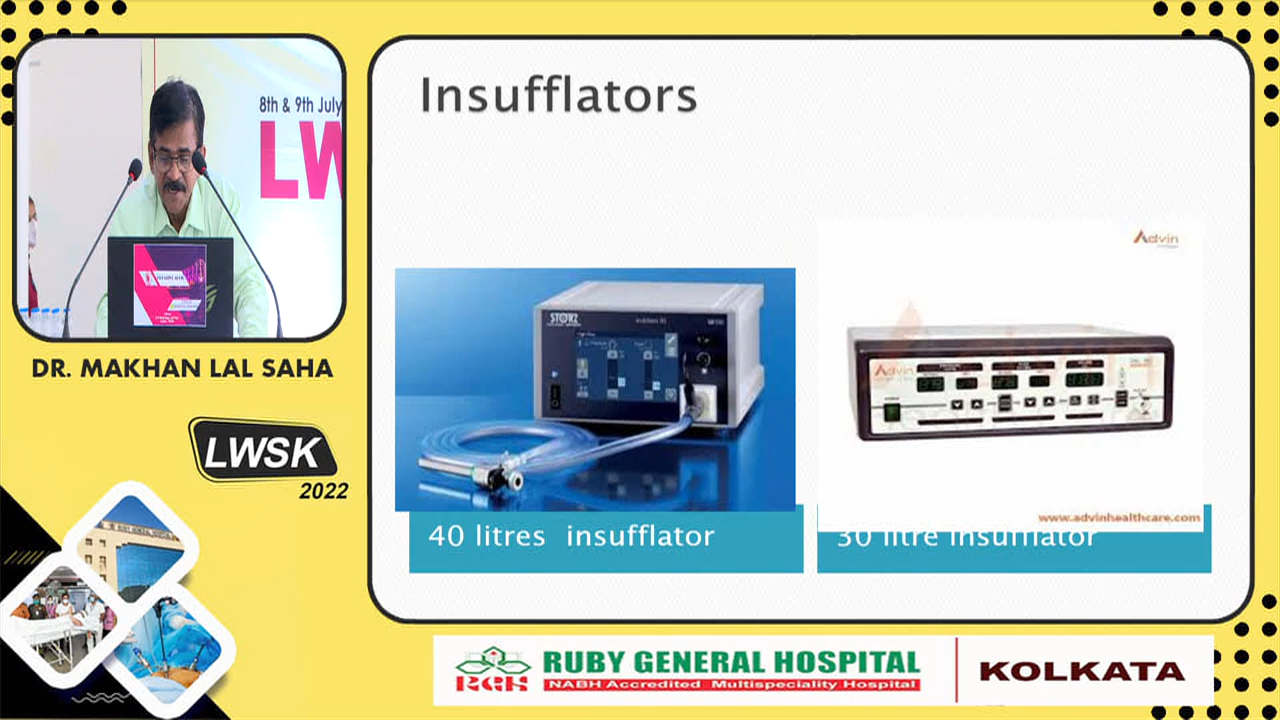 Insufflators
8th & 9th July
LW
DR. MAKHAN LAL SAHA
LWSK
2022
STORZ
Advin
Advin
www.advinhealthcare.com
40 litres insufflator
30 litre insufflator
RUBY GENERAL HOSPITAL
RGH
NABH Accredited Multispeciality Hospital
KOLKATA